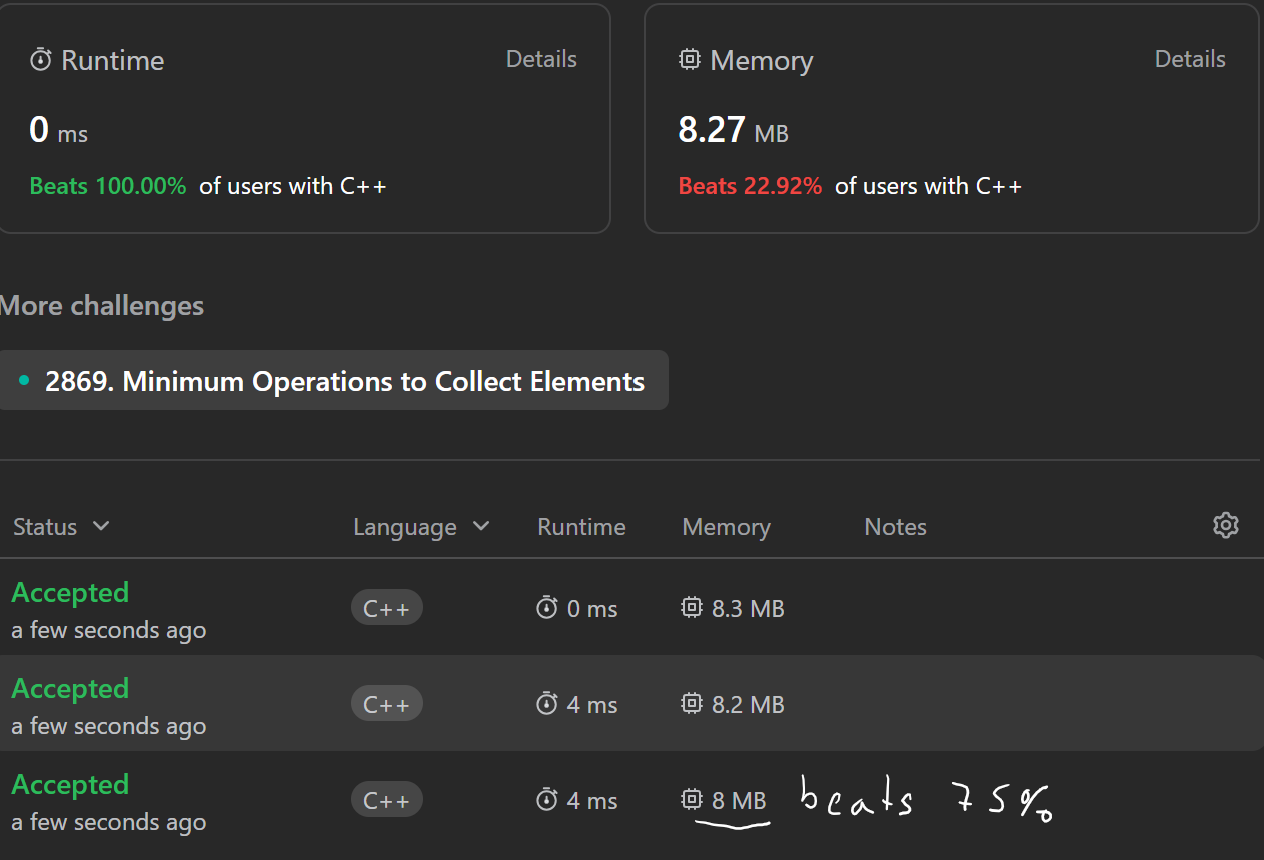 Runtime Details
0 ms
Beats 100.00% of users with C++
Memory Details
8.27 MB
Beats 22.92% of users with C++
More challenges
2869. Minimum Operations to Collect Elements
Status Language Runtime Memory Notes
Accepted
a few seconds ago
C++ 0 ms 8.3 MB
Accepted
a few seconds ago
C++ 4 ms 8.2 MB
Accepted
a few seconds ago
C++ 4 ms 8 MB beats 75%